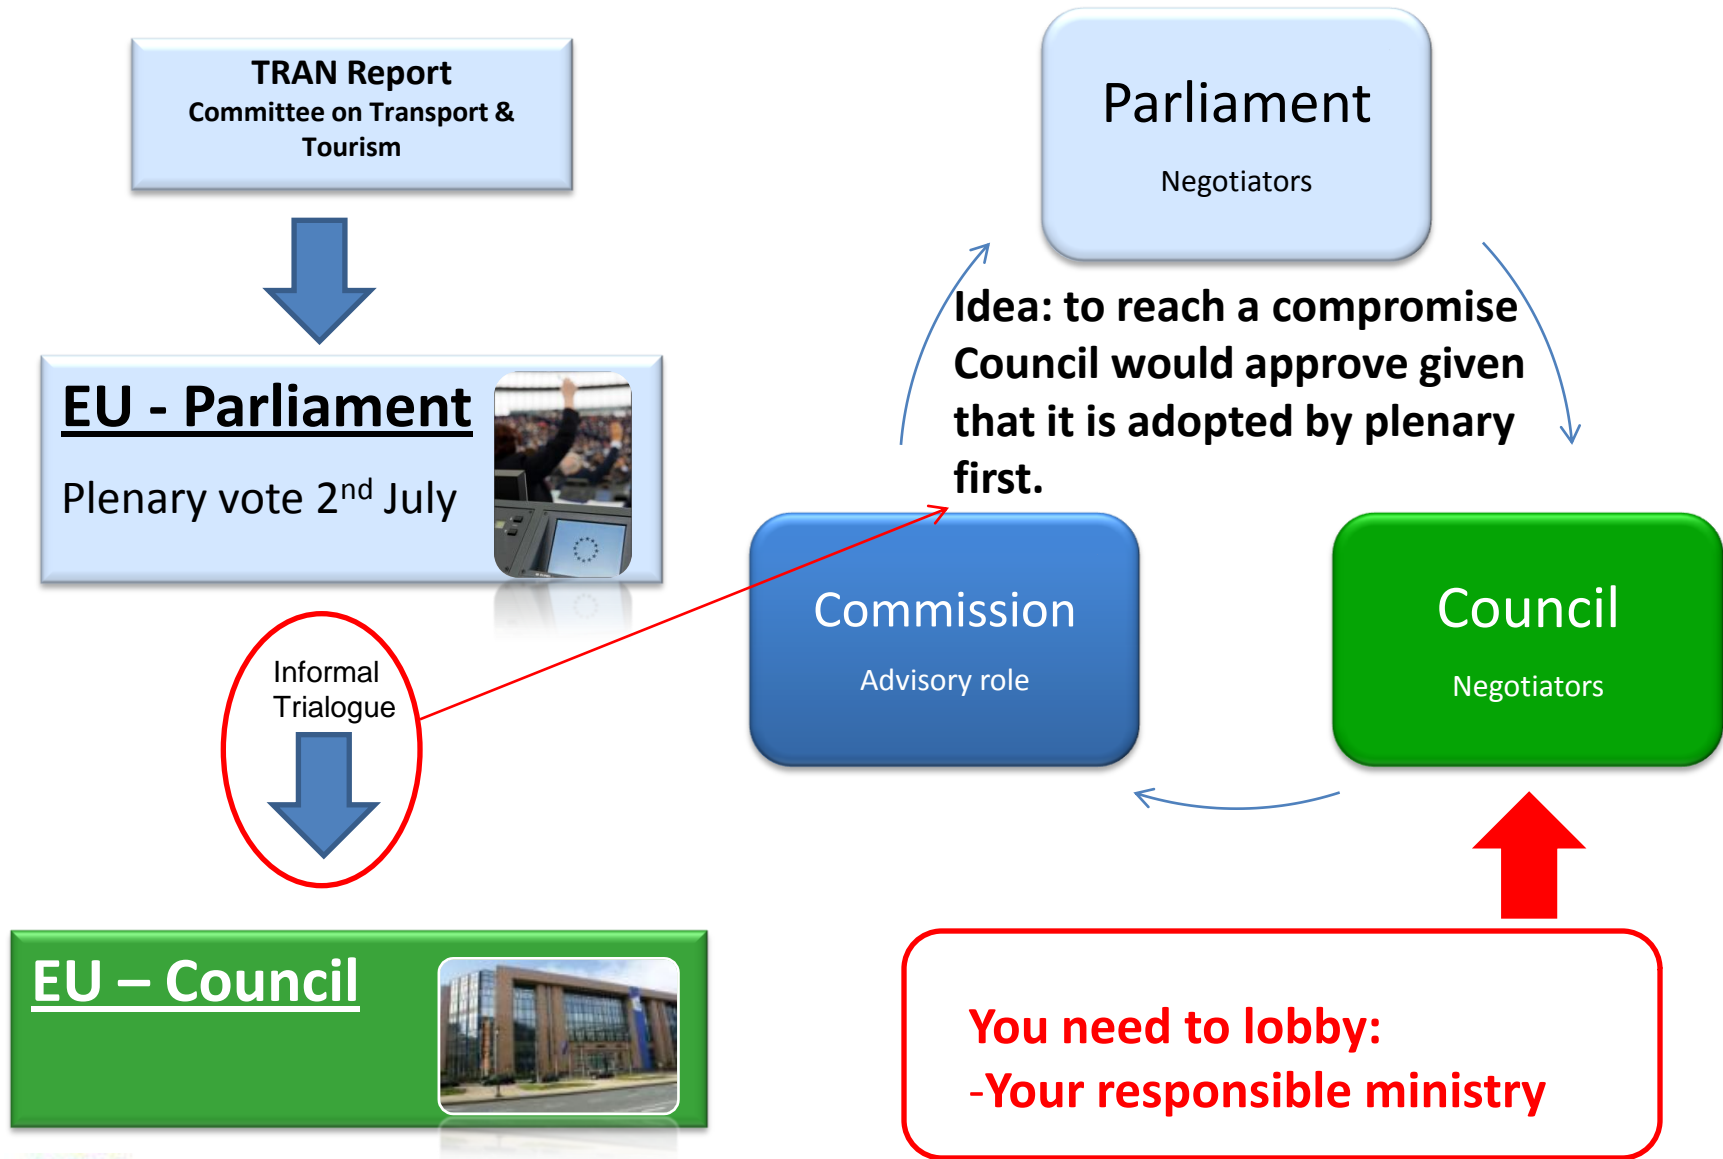 TRAN Report
Committee on Transport &
Tourism
EU - Parliament
Plenary vote 2nd July
Informal
Trialogue
EU – Council
Parliament
Negotiators
Idea: to reach a compromise
Council would approve given
that it is adopted by plenary
first.
Commission
Advisory role
Council
Negotiators
You need to lobby:
-Your responsible ministry